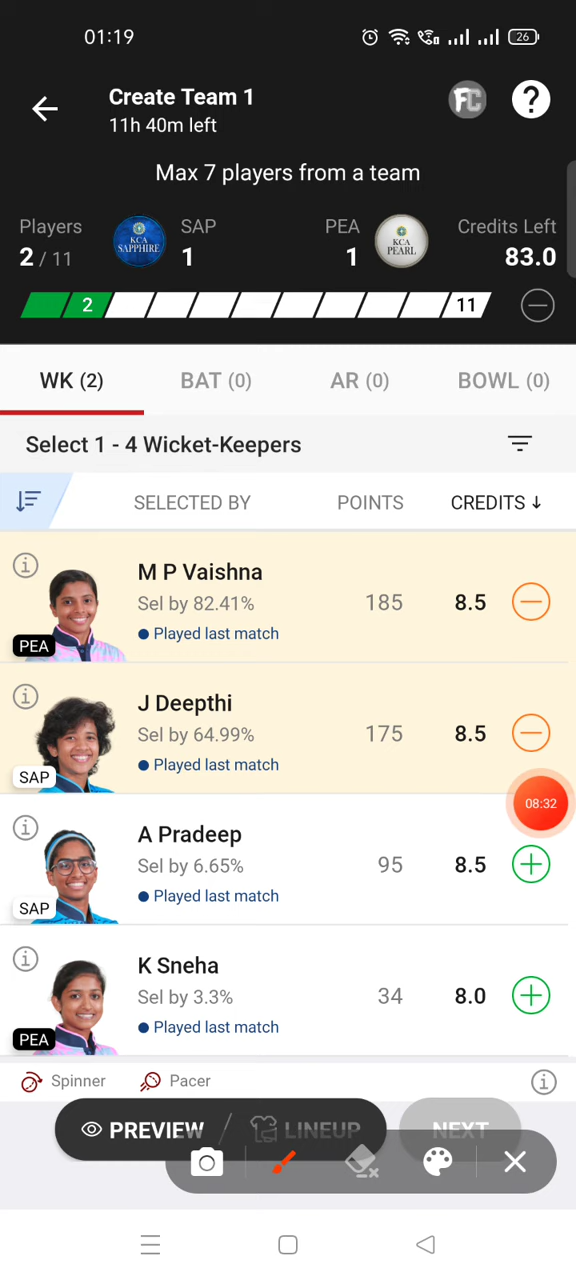 01:19
26
Create Team 1
11h 40m left
FC
?
Max 7 players from a team
Players
2 / 11
KCA
SAPPHIRE
SAP
1
PEA
1
KCA
PEARL
Credits Left
83.0
2
11
WK (2)
BAT (0)
AR (0)
BOWL (0)
Select 1 - 4 Wicket-Keepers
SELECTED BY
POINTS
CREDITS ↓
M P Vaishna
Sel by 82.41%
Played last match
185
8.5
PEA
J Deepthi
Sel by 64.99%
Played last match
175
8.5
SAP
08:32
A Pradeep
Sel by 6.65%
Played last match
95
8.5
SAP
K Sneha
Sel by 3.3%
Played last match
34
8.0
PEA
Spinner
Pacer
PREVIEW
LINEUP
NEXT